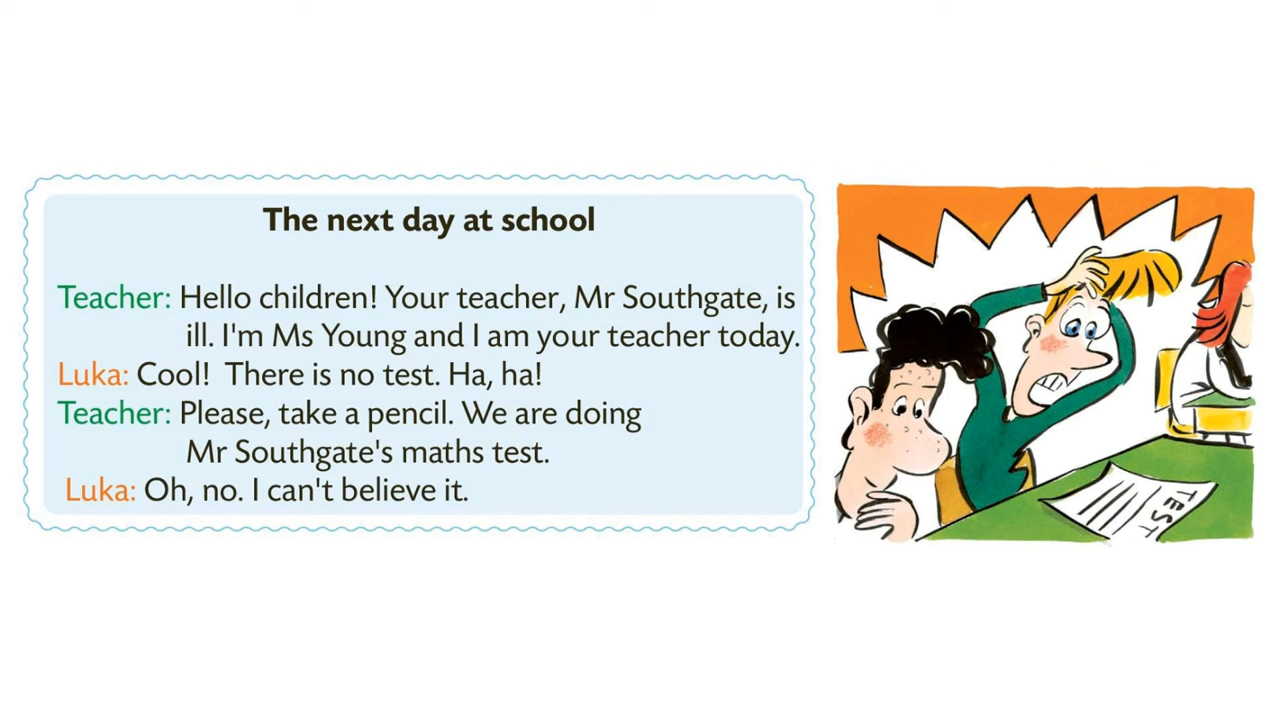 The next day at school
Teacher: Hello children! Your teacher, Mr Southgate, is
ill. I'm Ms Young and I am your teacher today.
Luka: Cool!  There is no test. Ha, ha!
Teacher: Please, take a pencil. We are doing
Mr Southgate's maths test.
Luka: Oh, no. I can't believe it.
TEST